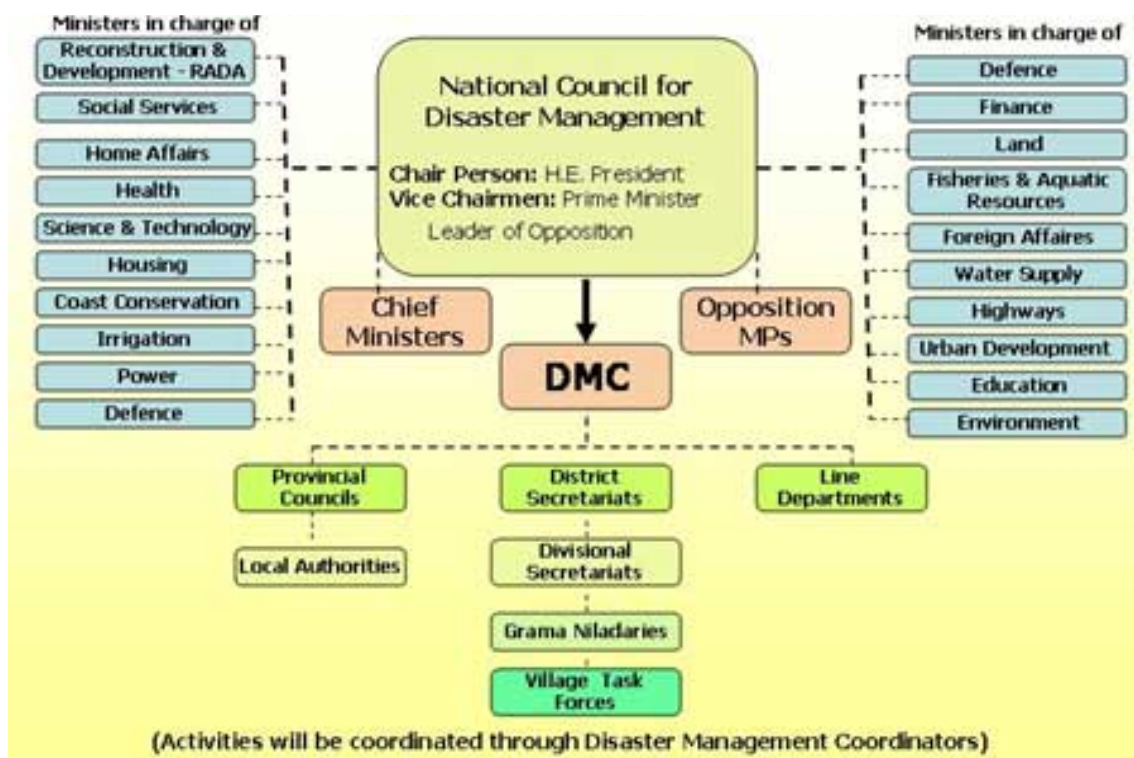 Ministers in charge of
Reconstruction &
Development - RADA
Social Services
Home Affairs
Health
Science & Technology
Housing
Coast Conservation
Irrigation
Power
Defence
National Council for
Disaster Management
Chair Person: H.E. President
Vice Chairmen: Prime Minister
Leader of Opposition
Chief
Ministers
Opposition
MPs
DMC
Ministers in charge of
Defence
Finance
Land
Fisheries & Aquatic
Resources
Foreign Affaires
Water Supply
Highways
Urban Development
Education
Environment
Provincial
Councils
District
Secretariats
Line
Departments
Local Authorities
Divisional
Secretariats
Grama Niladaries
Village Task
Forces
(Activities will be coordinated through Disaster Management Coordinators)